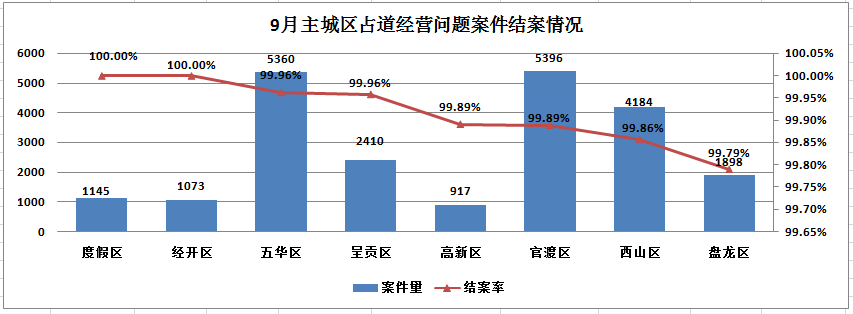 9月主城区占道经营问题案件结案情况
6000
5000
4000
3000
2000
1000
0
100.05%
100.00%
99.95%
99.90%
99.85%
99.80%
99.75%
99.70%
99.65%
100.00%
100.00%
99.96%
99.96%
99.89%
99.89%
99.86%
99.79%
1145
1073
5360
2410
917
5396
4184
1898
度假区
经开区
五华区
呈贡区
高新区
官渡区
西山区
盘龙区
案件量
结案率